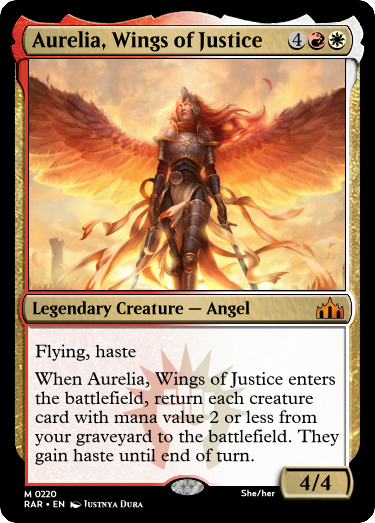 Aurelia, Wings of Justice 4
Legendary Creature — Angel
Flying, haste
When Aurelia, Wings of Justice enters
the battlefield, return each creature
card with mana value 2 or less from
your graveyard to the battlefield. They
gain haste until end of turn.
4/4
M 0220
RAR • EN Justnya Dura
She/her